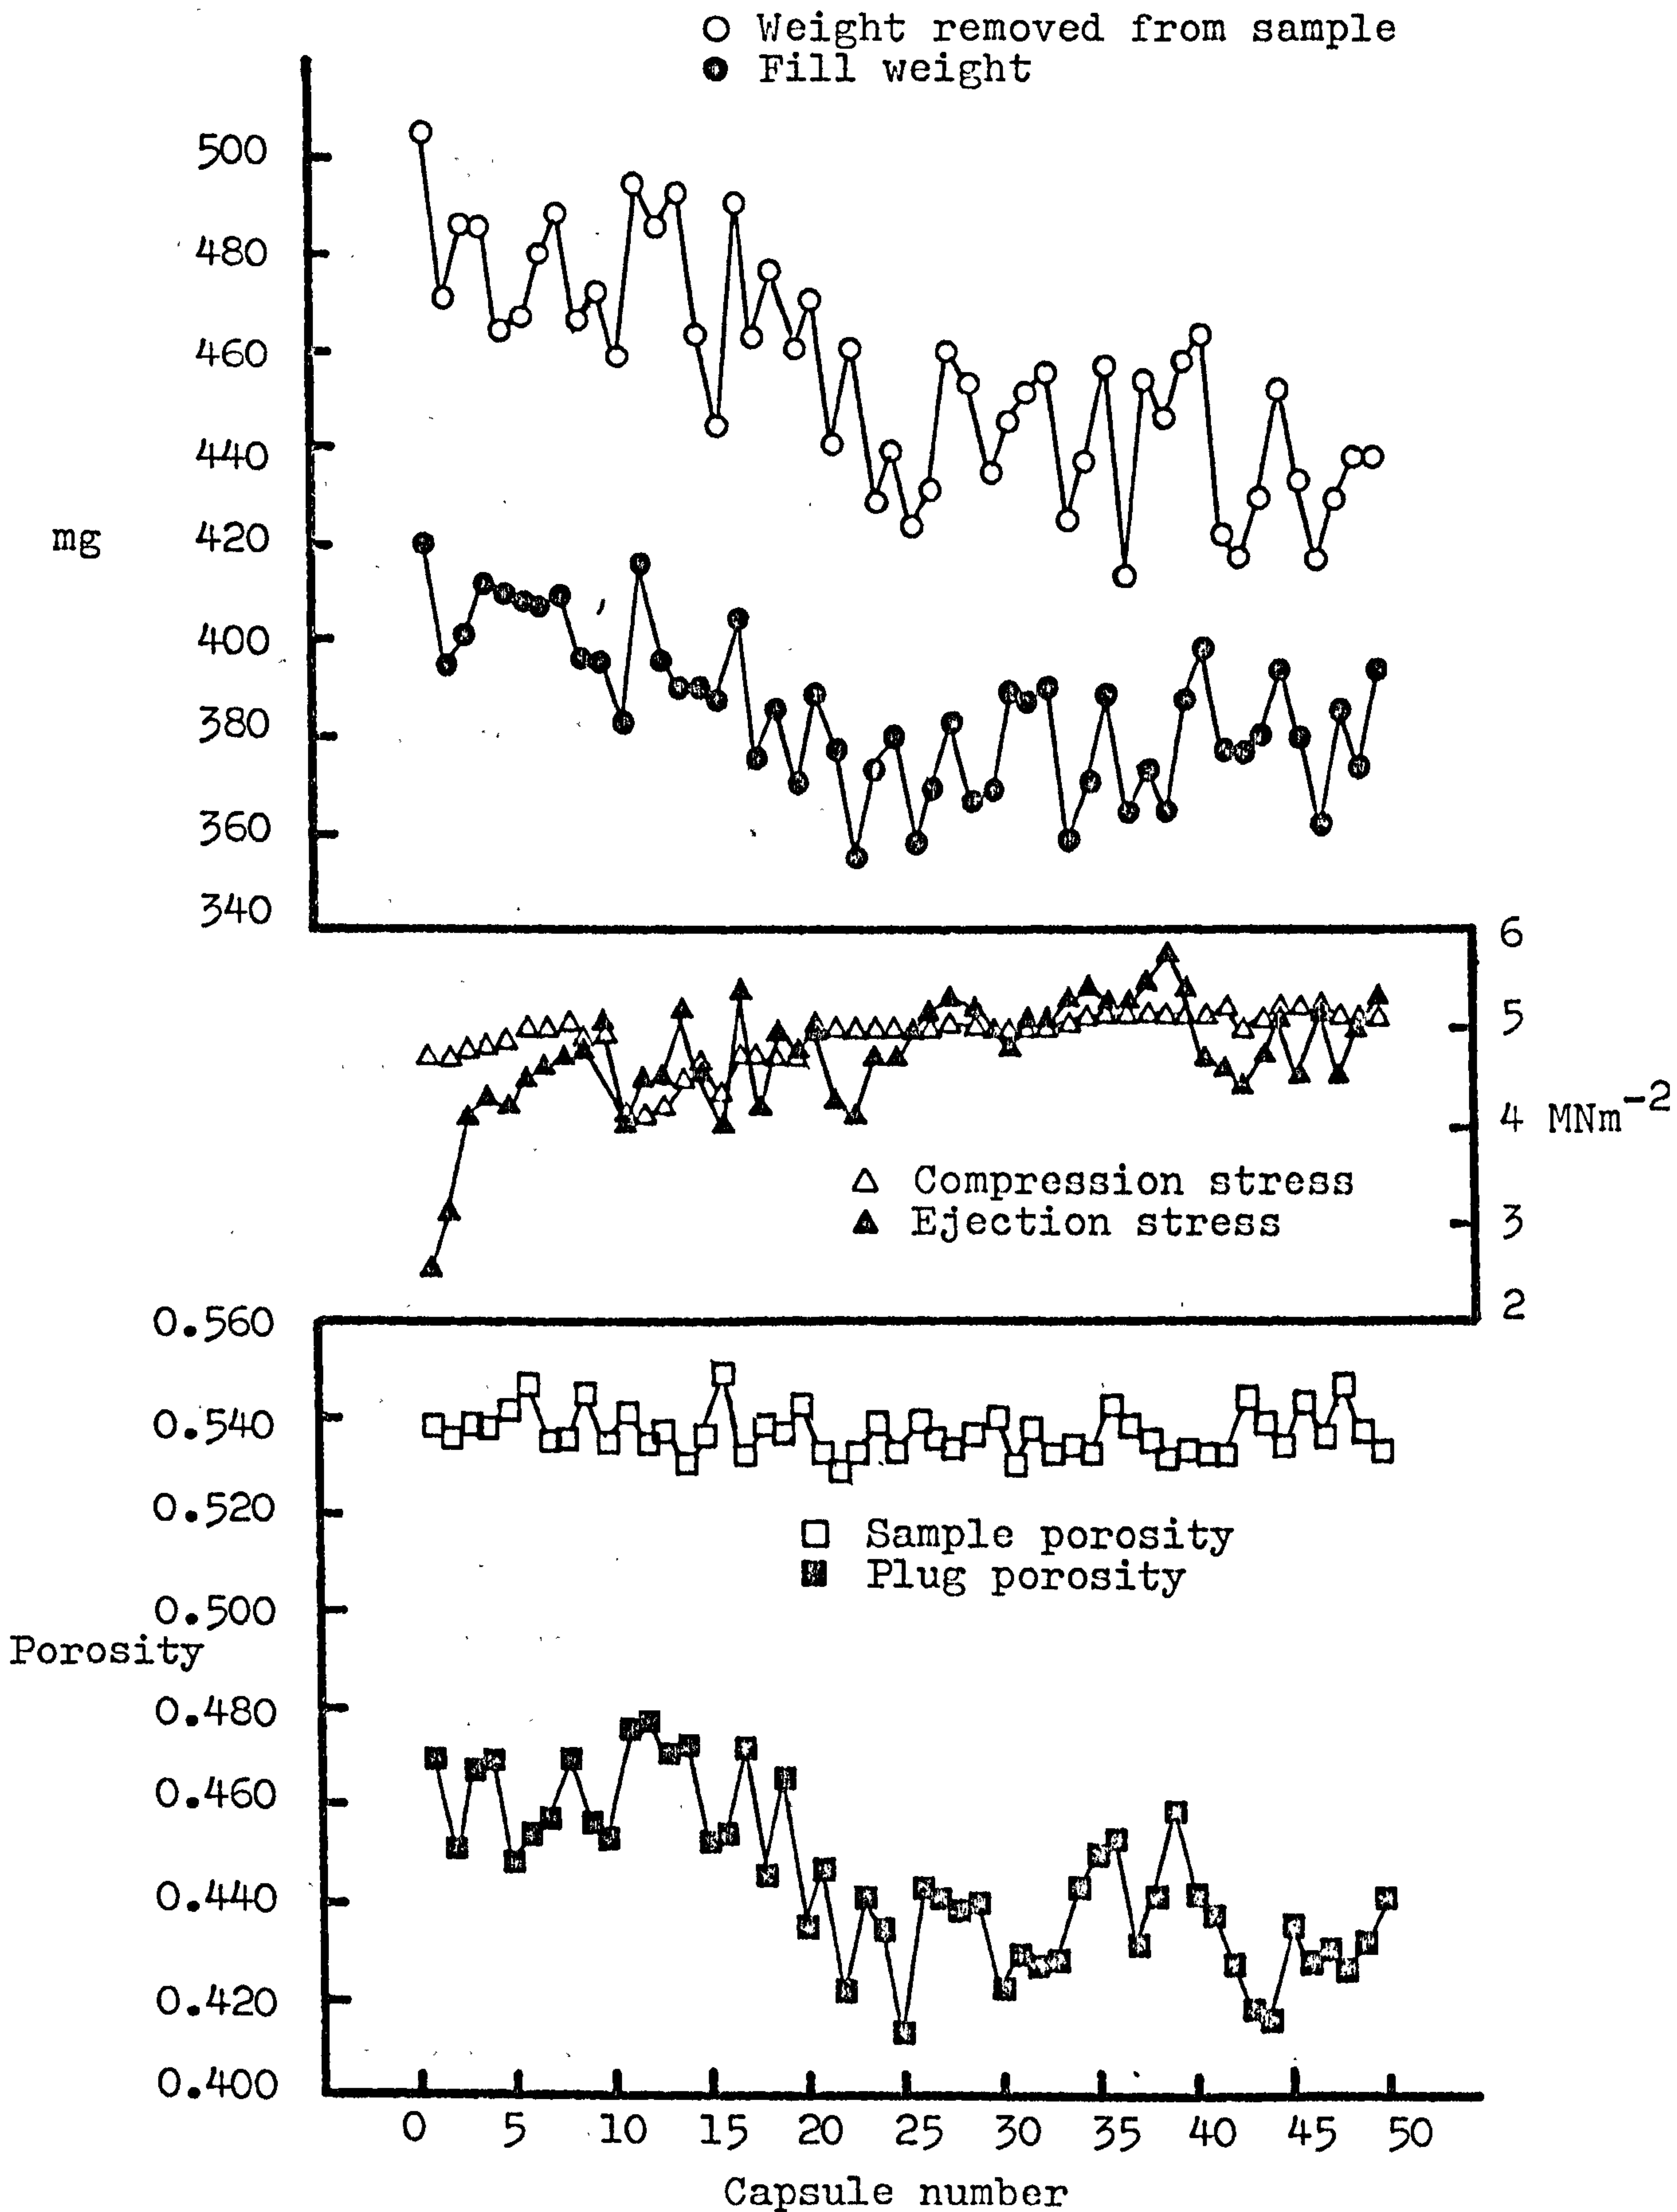 Weight removed from sample
Fill weight
500
480
460
440
mg
420
400
380
360
340
6
5
4 MNm⁻²
Compression stress
Ejection stress
3
2
0.560
0.540
0.520
Sample porosity
Plug porosity
0.500
Porosity
0.480
0.460
0.440
0.420
0.400
0 5 10 15 20 25 30 35 40 45 50
Capsule number